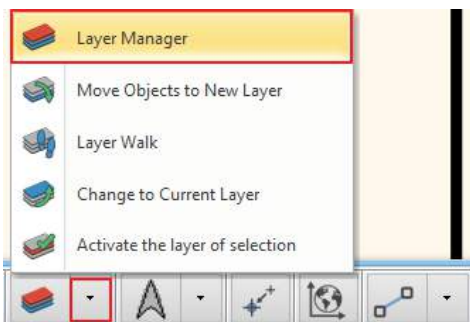 Layer Manager
Move Objects to New Layer
Layer Walk
Change to Current Layer
Activate the layer of selection